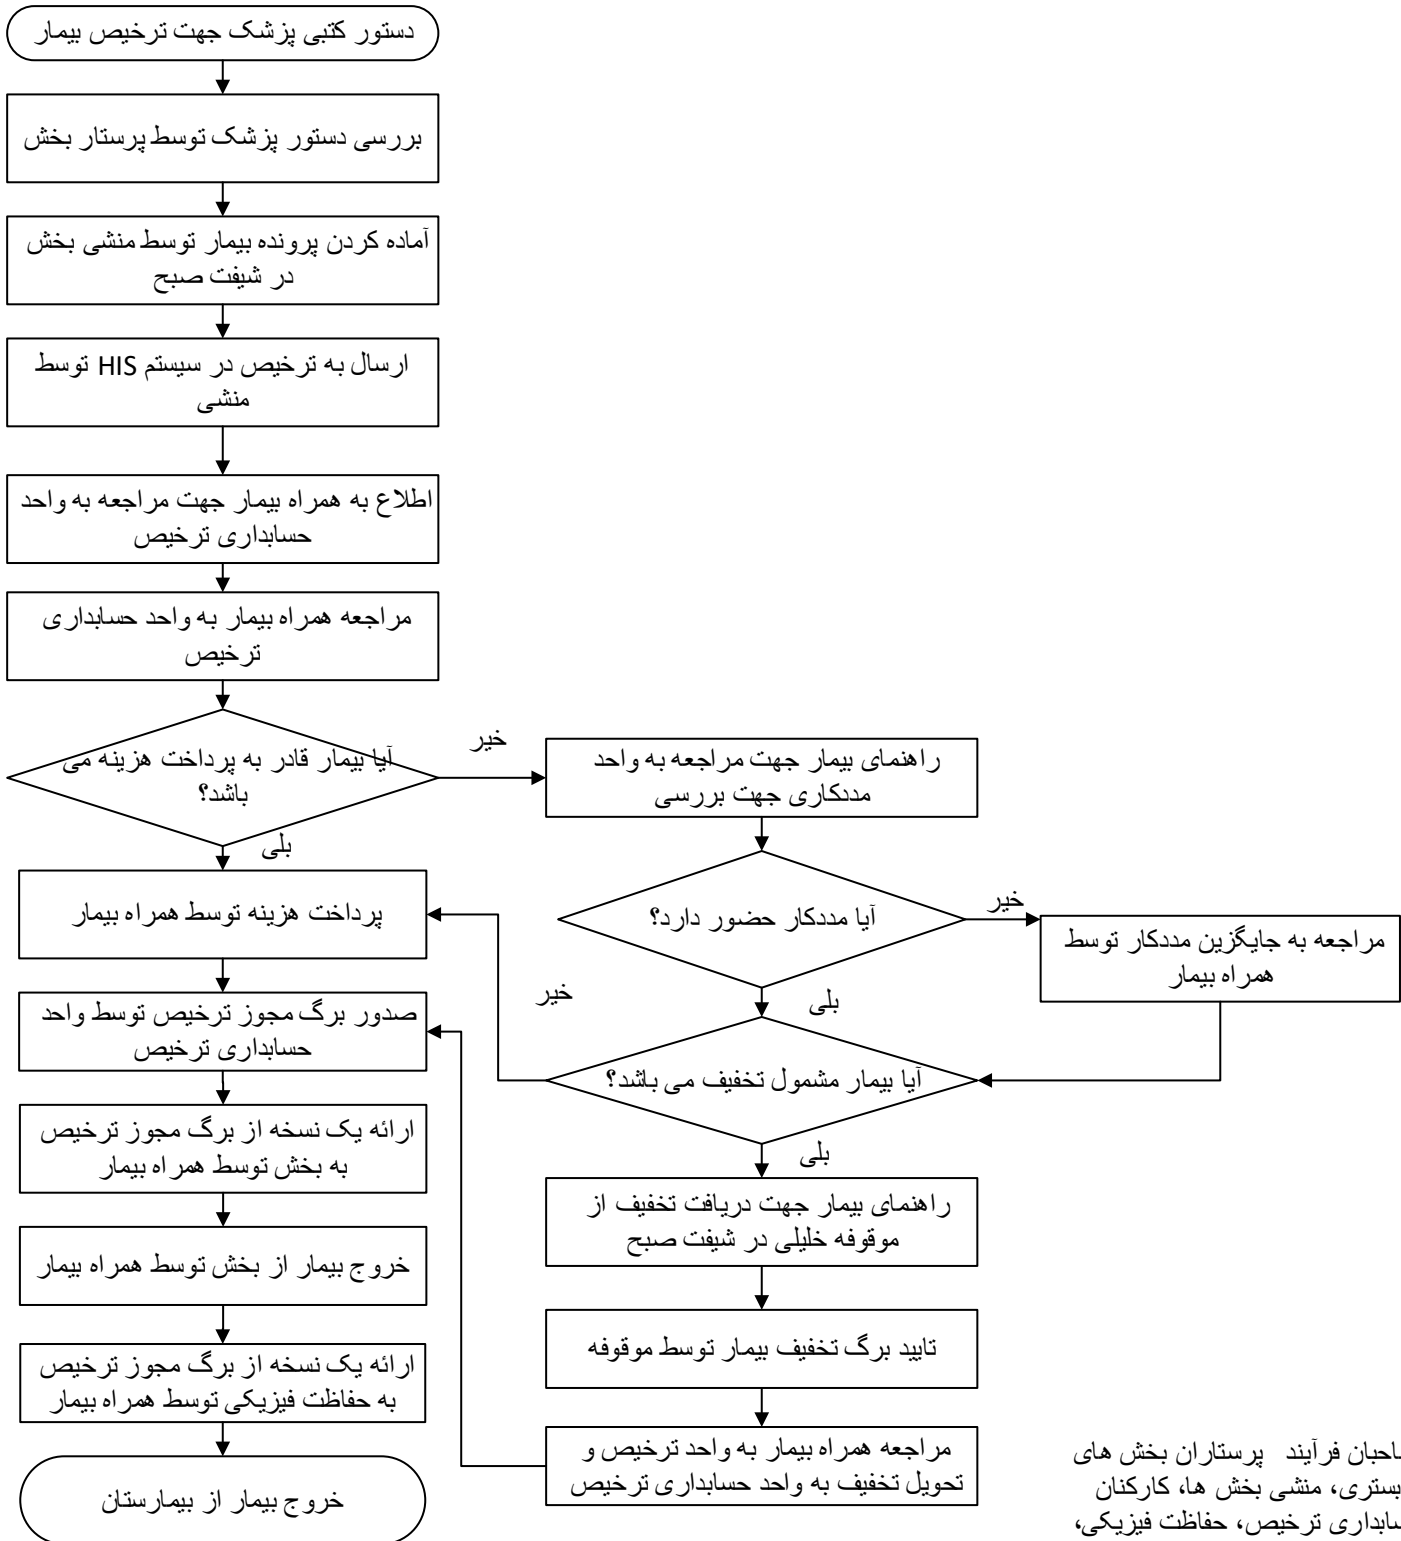 دستور کتبی پزشک جهت ترخیص بیمار
بررسی دستور پزشک توسط پرستار بخش
آماده کردن پرونده بیمار توسط منشی بخش
در شیفت صبح
ارسال به ترخیص در سیستم HIS توسط
منشی
اطلاع به همراه بیمار جهت مراجعه به واحد
حسابداری ترخیص
مراجعه همراه بیمار به واحد حسابداری
ترخیص
آیا بیمار قادر به پرداخت هزینه می
باشد؟
خیر
بلی
راهنمای بیمار جهت مراجعه به واحد
مددکاری جهت بررسی
آیا مددکار حضور دارد؟
خیر
بلی
مراجعه به جایگزین مددکار توسط
همراه بیمار
آیا بیمار مشمول تخفیف می باشد؟
خیر
بلی
راهنمای بیمار جهت دریافت تخفیف از
موقوفه خلیلی در شیفت صبح
تایید برگ تخفیف بیمار توسط موقوفه
مراجعه همراه بیمار به واحد ترخیص و
تحویل تخفیف به واحد حسابداری ترخیص
پرداخت هزینه توسط همراه بیمار
صدور برگ مجوز ترخیص توسط واحد
حسابداری ترخیص
ارائه یک نسخه از برگ مجوز ترخیص
به بخش توسط همراه بیمار
خروج بیمار از بخش توسط همراه بیمار
ارائه یک نسخه از برگ مجوز ترخیص
به حفاظت فیزیکی توسط همراه بیمار
خروج بیمار از بیمارستان
فرآیند پرستاران بخش های
بستری، منشی بخش ها، کارکنان
ترخیص، حفاظت فیزیکی،